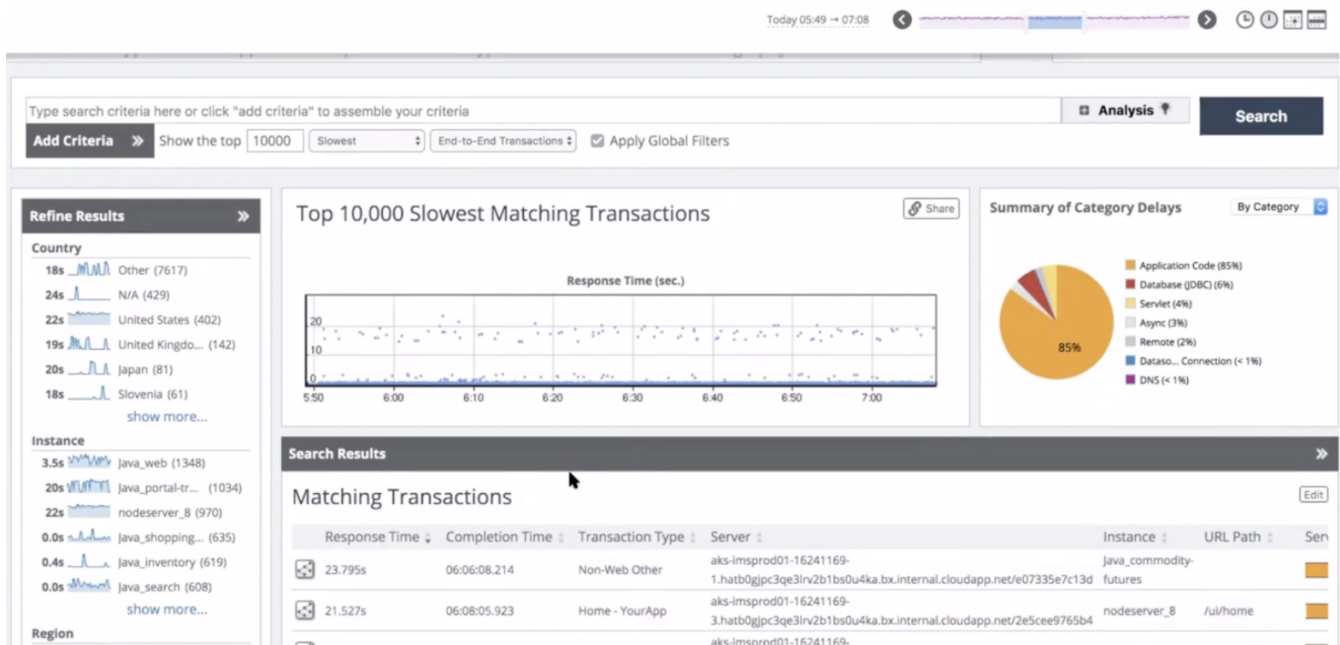 Today 05:49 → 07:08
Type search criteria here or click "add criteria" to assemble your criteria
Analysis
Search
Add Criteria »
Show the top 10000 Slowest End-to-End Transactions Apply Global Filters
Refine Results »
Country
18s Other (7617)
24s N/A (429)
22s United States (402)
19s United Kingdo... (142)
20s Japan (81)
18s Slovenia (61)
show more...
Instance
3.5s Java_web (1348)
20s Java_portal-tr... (1034)
22s nodeserver_8 (970)
0.0s Java_shopping... (635)
0.4s Java_inventory (619)
0.0s Java_search (608)
show more...
Region
Top 10,000 Slowest Matching Transactions
Share
Response Time (sec.)
20
10
0
5:50 6:00 6:10 6:20 6:30 6:40 6:50 7:00
Summary of Category Delays
By Category
85%
Application Code (85%)
Database (JDBC) (6%)
Servlet (4%)
Async (3%)
Remote (2%)
Dataso... Connection (< 1%)
DNS (< 1%)
Search Results »
Matching Transactions
Edit
Response Time Completion Time Transaction Type Server Instance URL Path Serv
23.795s 06:06:08.214 Non-Web Other aks-imsprod01-16241169-
1.hatb0gjpc3qe3lrv2b1bs0u4ka.bx.internal.cloudapp.net/e07335e7c13d
Java_commodity-
futures
21.527s 06:08:05.923 Home - YourApp aks-imsprod01-16241169-
3.hatb0gjpc3qe3lrv2b1bs0u4ka.bx.internal.cloudapp.net/2e5cee9765b4
nodeserver_8 /ui/home
aks-imsprod01-16241169-